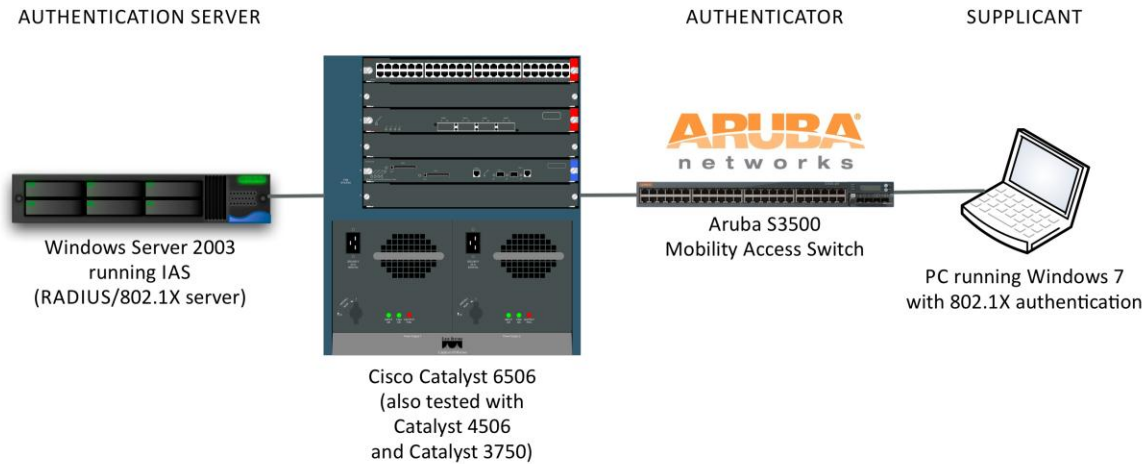 AUTHENTICATION SERVER
AUTHENTICATOR
SUPPLICANT
ARUBA
networks
Windows Server 2003
running IAS
(RADIUS/802.1X server)
Aruba S3500
Mobility Access Switch
PC running Windows 7
with 802.1X authentication
Cisco Catalyst 6506
(also tested with
Catalyst 4506
and Catalyst 3750)